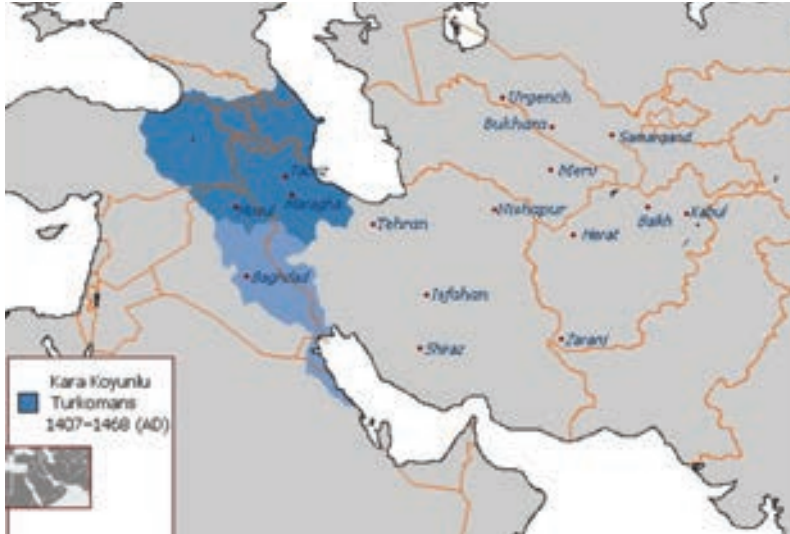 Urgench
Bukhara
Samarqand
Merv
Nishapur
Balkh
Kabul
Herat
Tehran
Maragha
Mosul
Baghdad
Isfahan
Shiraz
Zaranj
Kara Koyunlu
Turkomans
1407-1468 (AD)